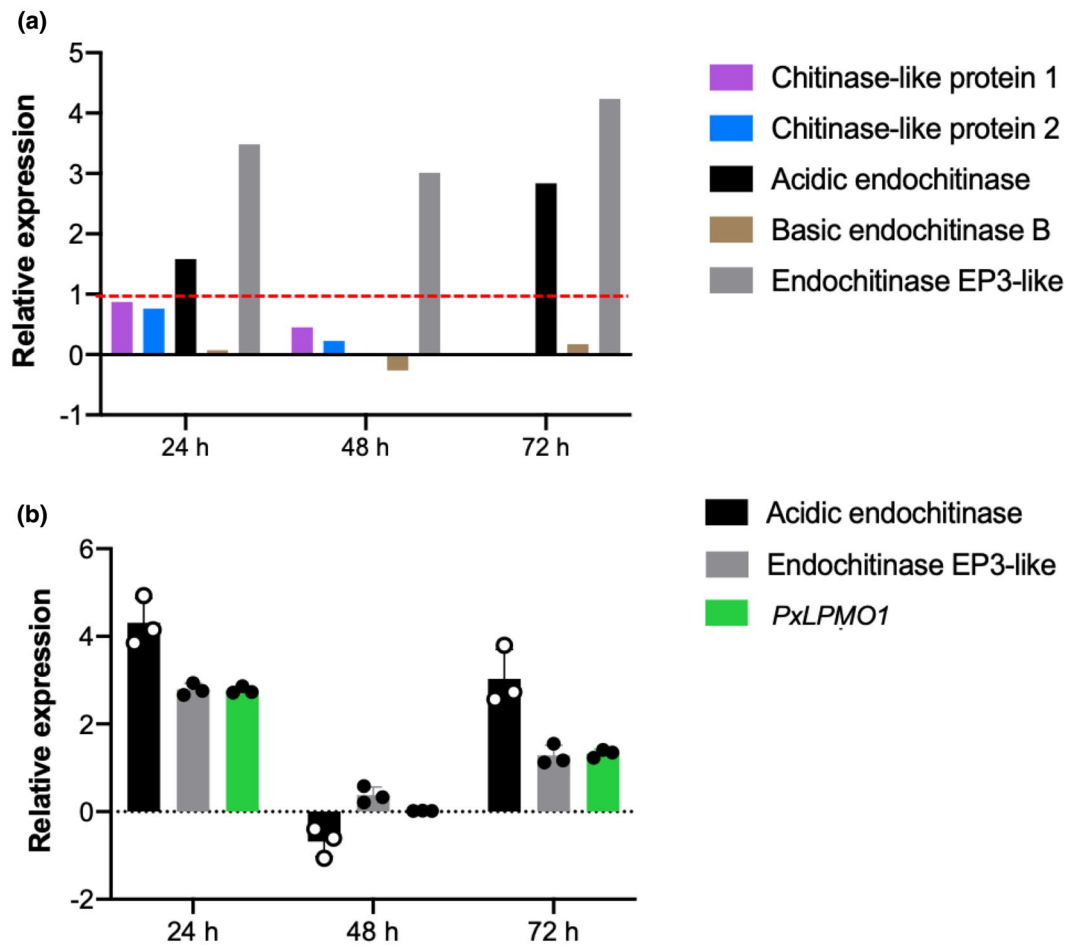 (a)
Relative expression
5
4
3
2
1
0
-1
24 h
48 h
72 h
Chitinase-like protein 1
Chitinase-like protein 2
Acidic endochitinase
Basic endochitinase B
Endochitinase EP3-like
(b)
Relative expression
6
4
2
0
-2
24 h
48 h
72 h
Acidic endochitinase
Endochitinase EP3-like
PxLPMO1